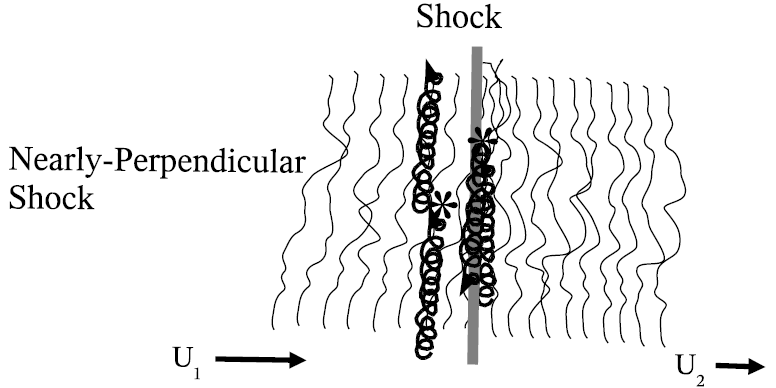 Shock
Nearly-Perpendicular
Shock
U₁
U₂